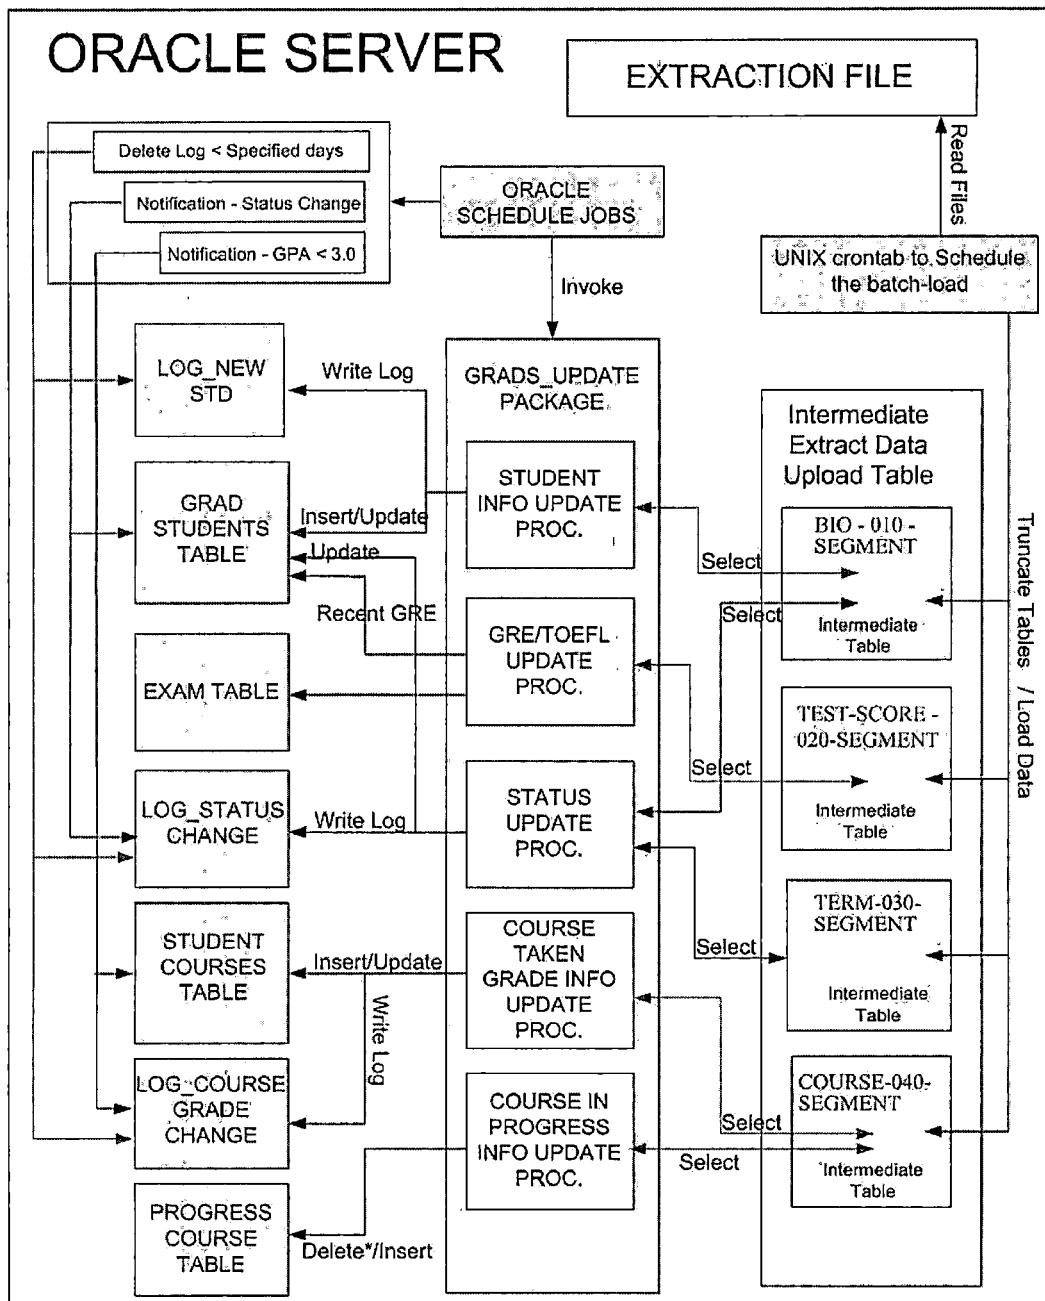 ORACLE SERVER
EXTRACTION FILE
Delete Log < Specified days
Notification - Status Change
Notification - GPA < 3.0
ORACLE
SCHEDULE JOBS
Read Files
UNIX crontab to Schedule
the batch-load
Invoke
LOG_NEW
STD
Write Log
GRADS_UPDATE
PACKAGE
Intermediate
Extract Data
Upload Table
GRAD
STUDENTS
TABLE
Insert/Update
Update
Recent GRE
STUDENT
INFO UPDATE
PROC.
Select
BIO - 010 -
SEGMENT
Intermediate
Table
Select
Truncate Tables / Load Data
EXAM TABLE
GRE/TOEFL
UPDATE
PROC.
Select
TEST-SCORE -
020-SEGMENT
Intermediate
Table
LOG_STATUS
CHANGE
Write Log
STATUS
UPDATE
PROC.
Select
TERM-030-
SEGMENT
Intermediate
Table
STUDENT
COURSES
TABLE
Insert/Update
Write Log
COURSE
TAKEN
GRADE INFO
UPDATE
PROC.
Select
COURSE-040-
SEGMENT
Intermediate
Table
LOG_COURSE
GRADE
CHANGE
COURSE IN
PROGRESS
INFO UPDATE
PROC.
Select
PROGRESS
COURSE
TABLE
Delete*/Insert